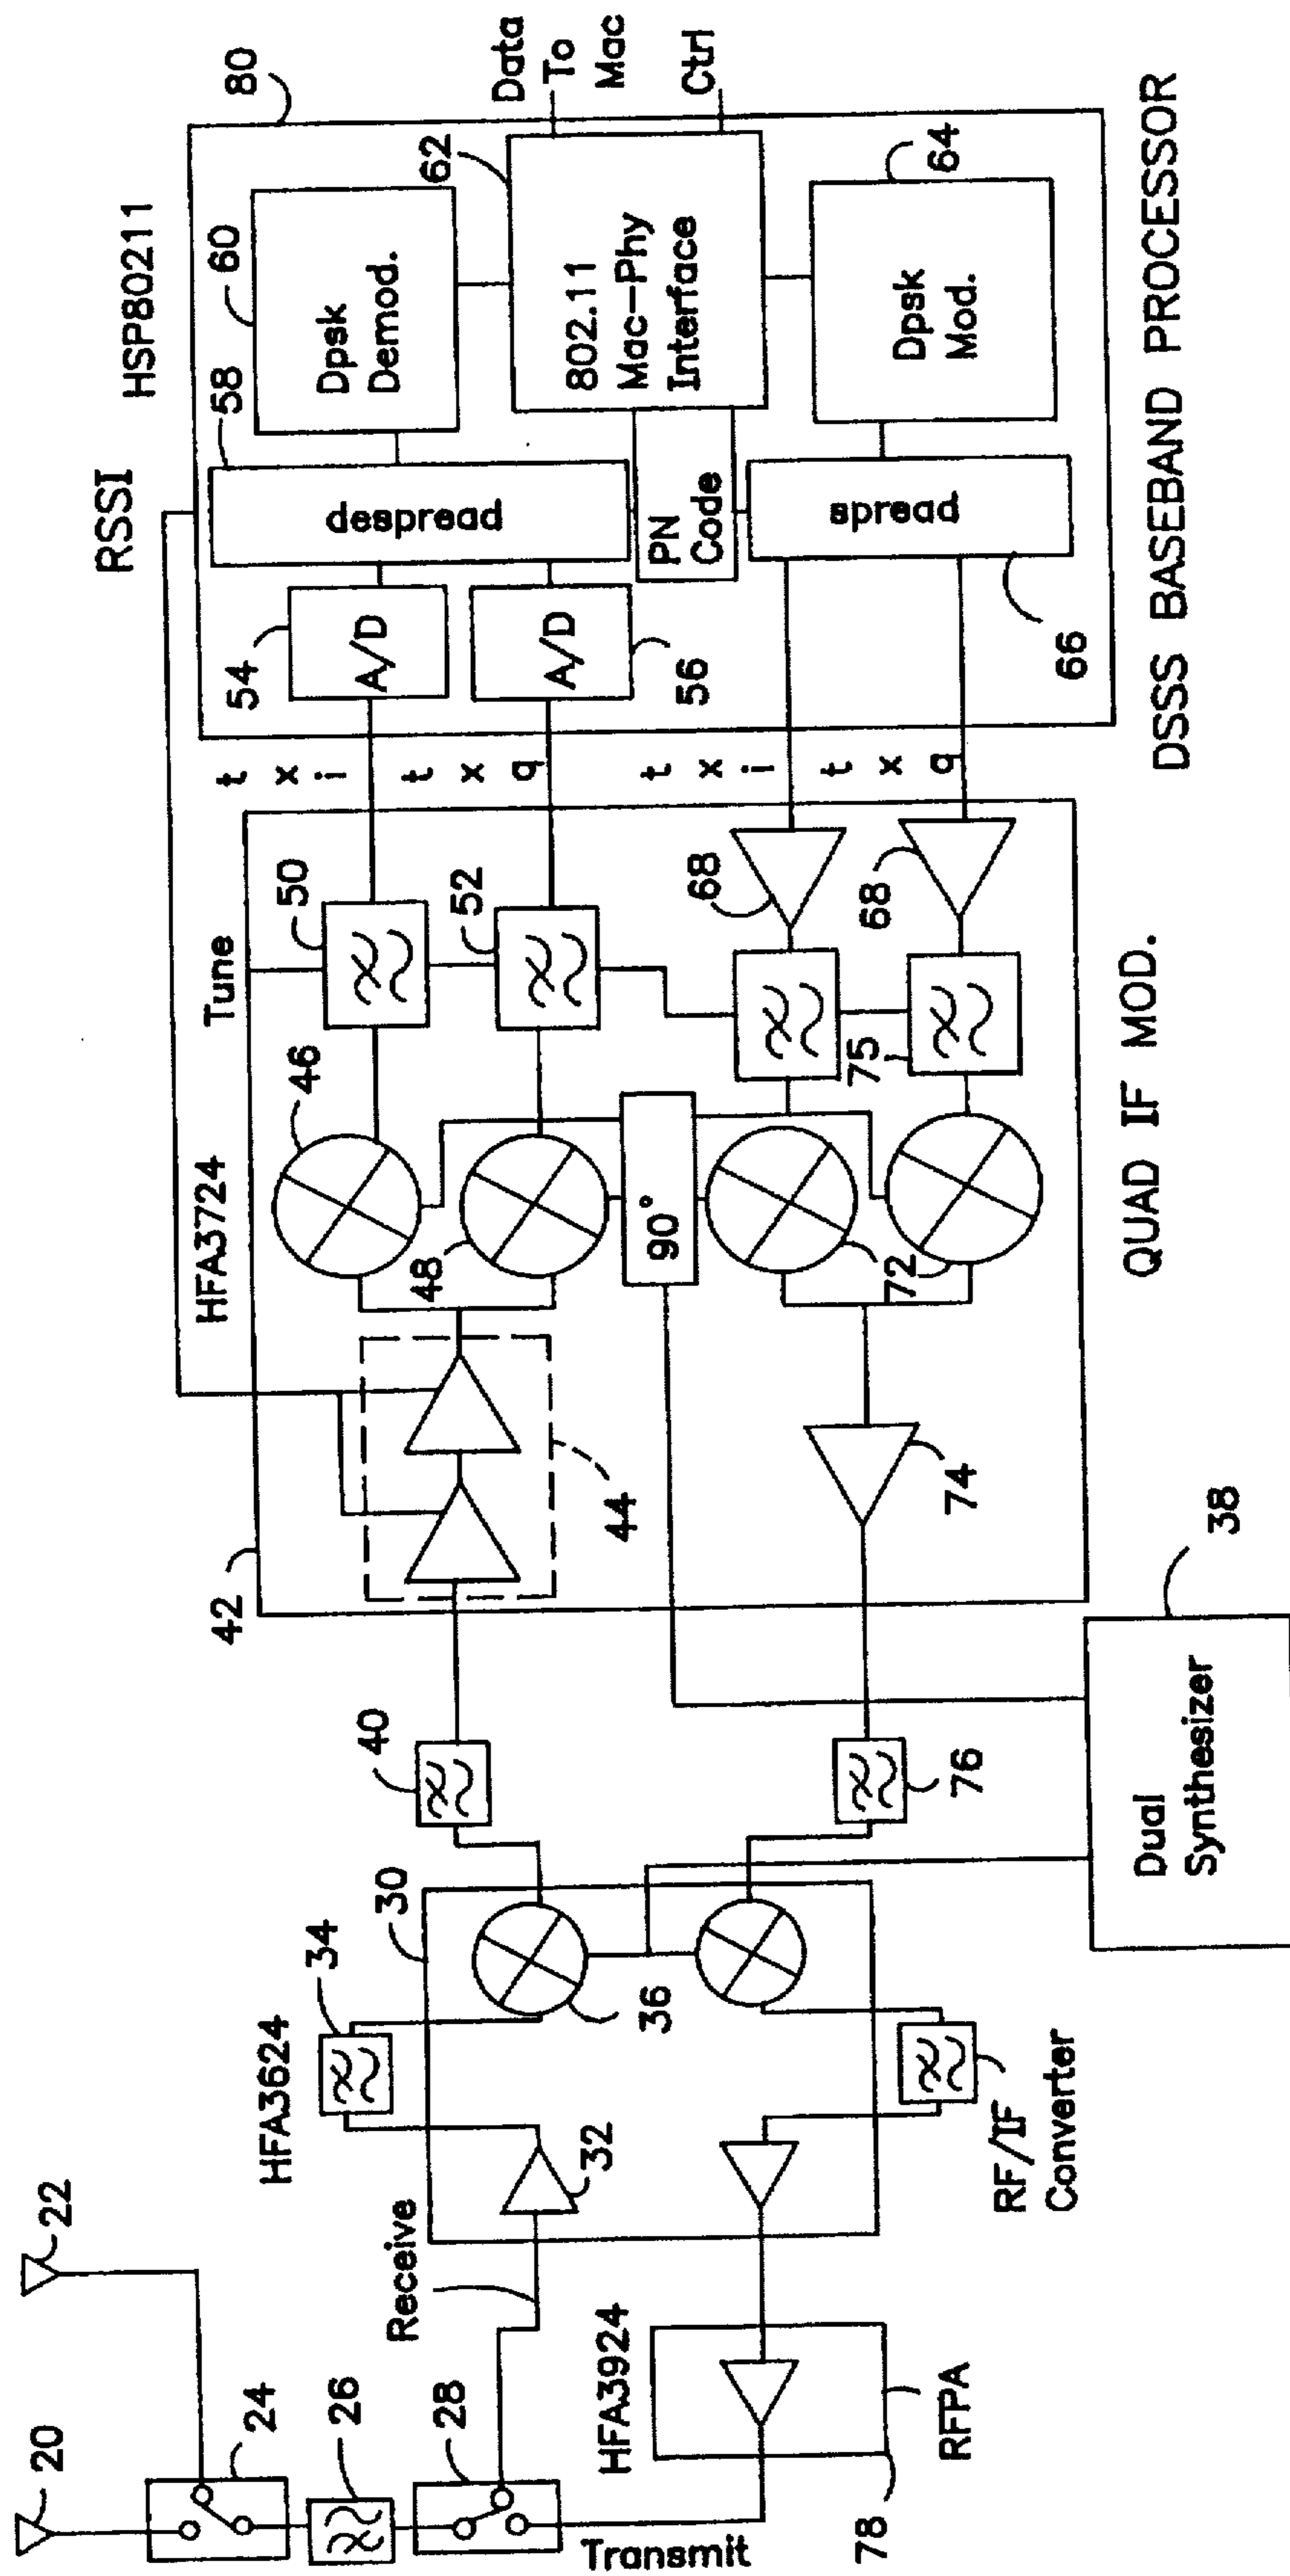 20
22
24
26
28
Transmit
Receive
HFA3924
78
RFPA
HFA3624
34
30
32
36
RF/IF
Converter
40
76
Dual
Synthesizer
38
42
HFA3724
44
74
46
48
90°
72
Tune
50
52
75
68
68
QUAD IF MOD.
t x i
t x q
t x i
t x q
RSSI
HSP80211
80
54
A/D
A/D
56
58
despread
PN
Code
spread
66
60
Dpsk
Demod.
62
802.11
Mac-Phy
Interface
Dpsk
Mod.
64
Data
To
Mac
Ctrl
DSSS BASEBAND PROCESSOR